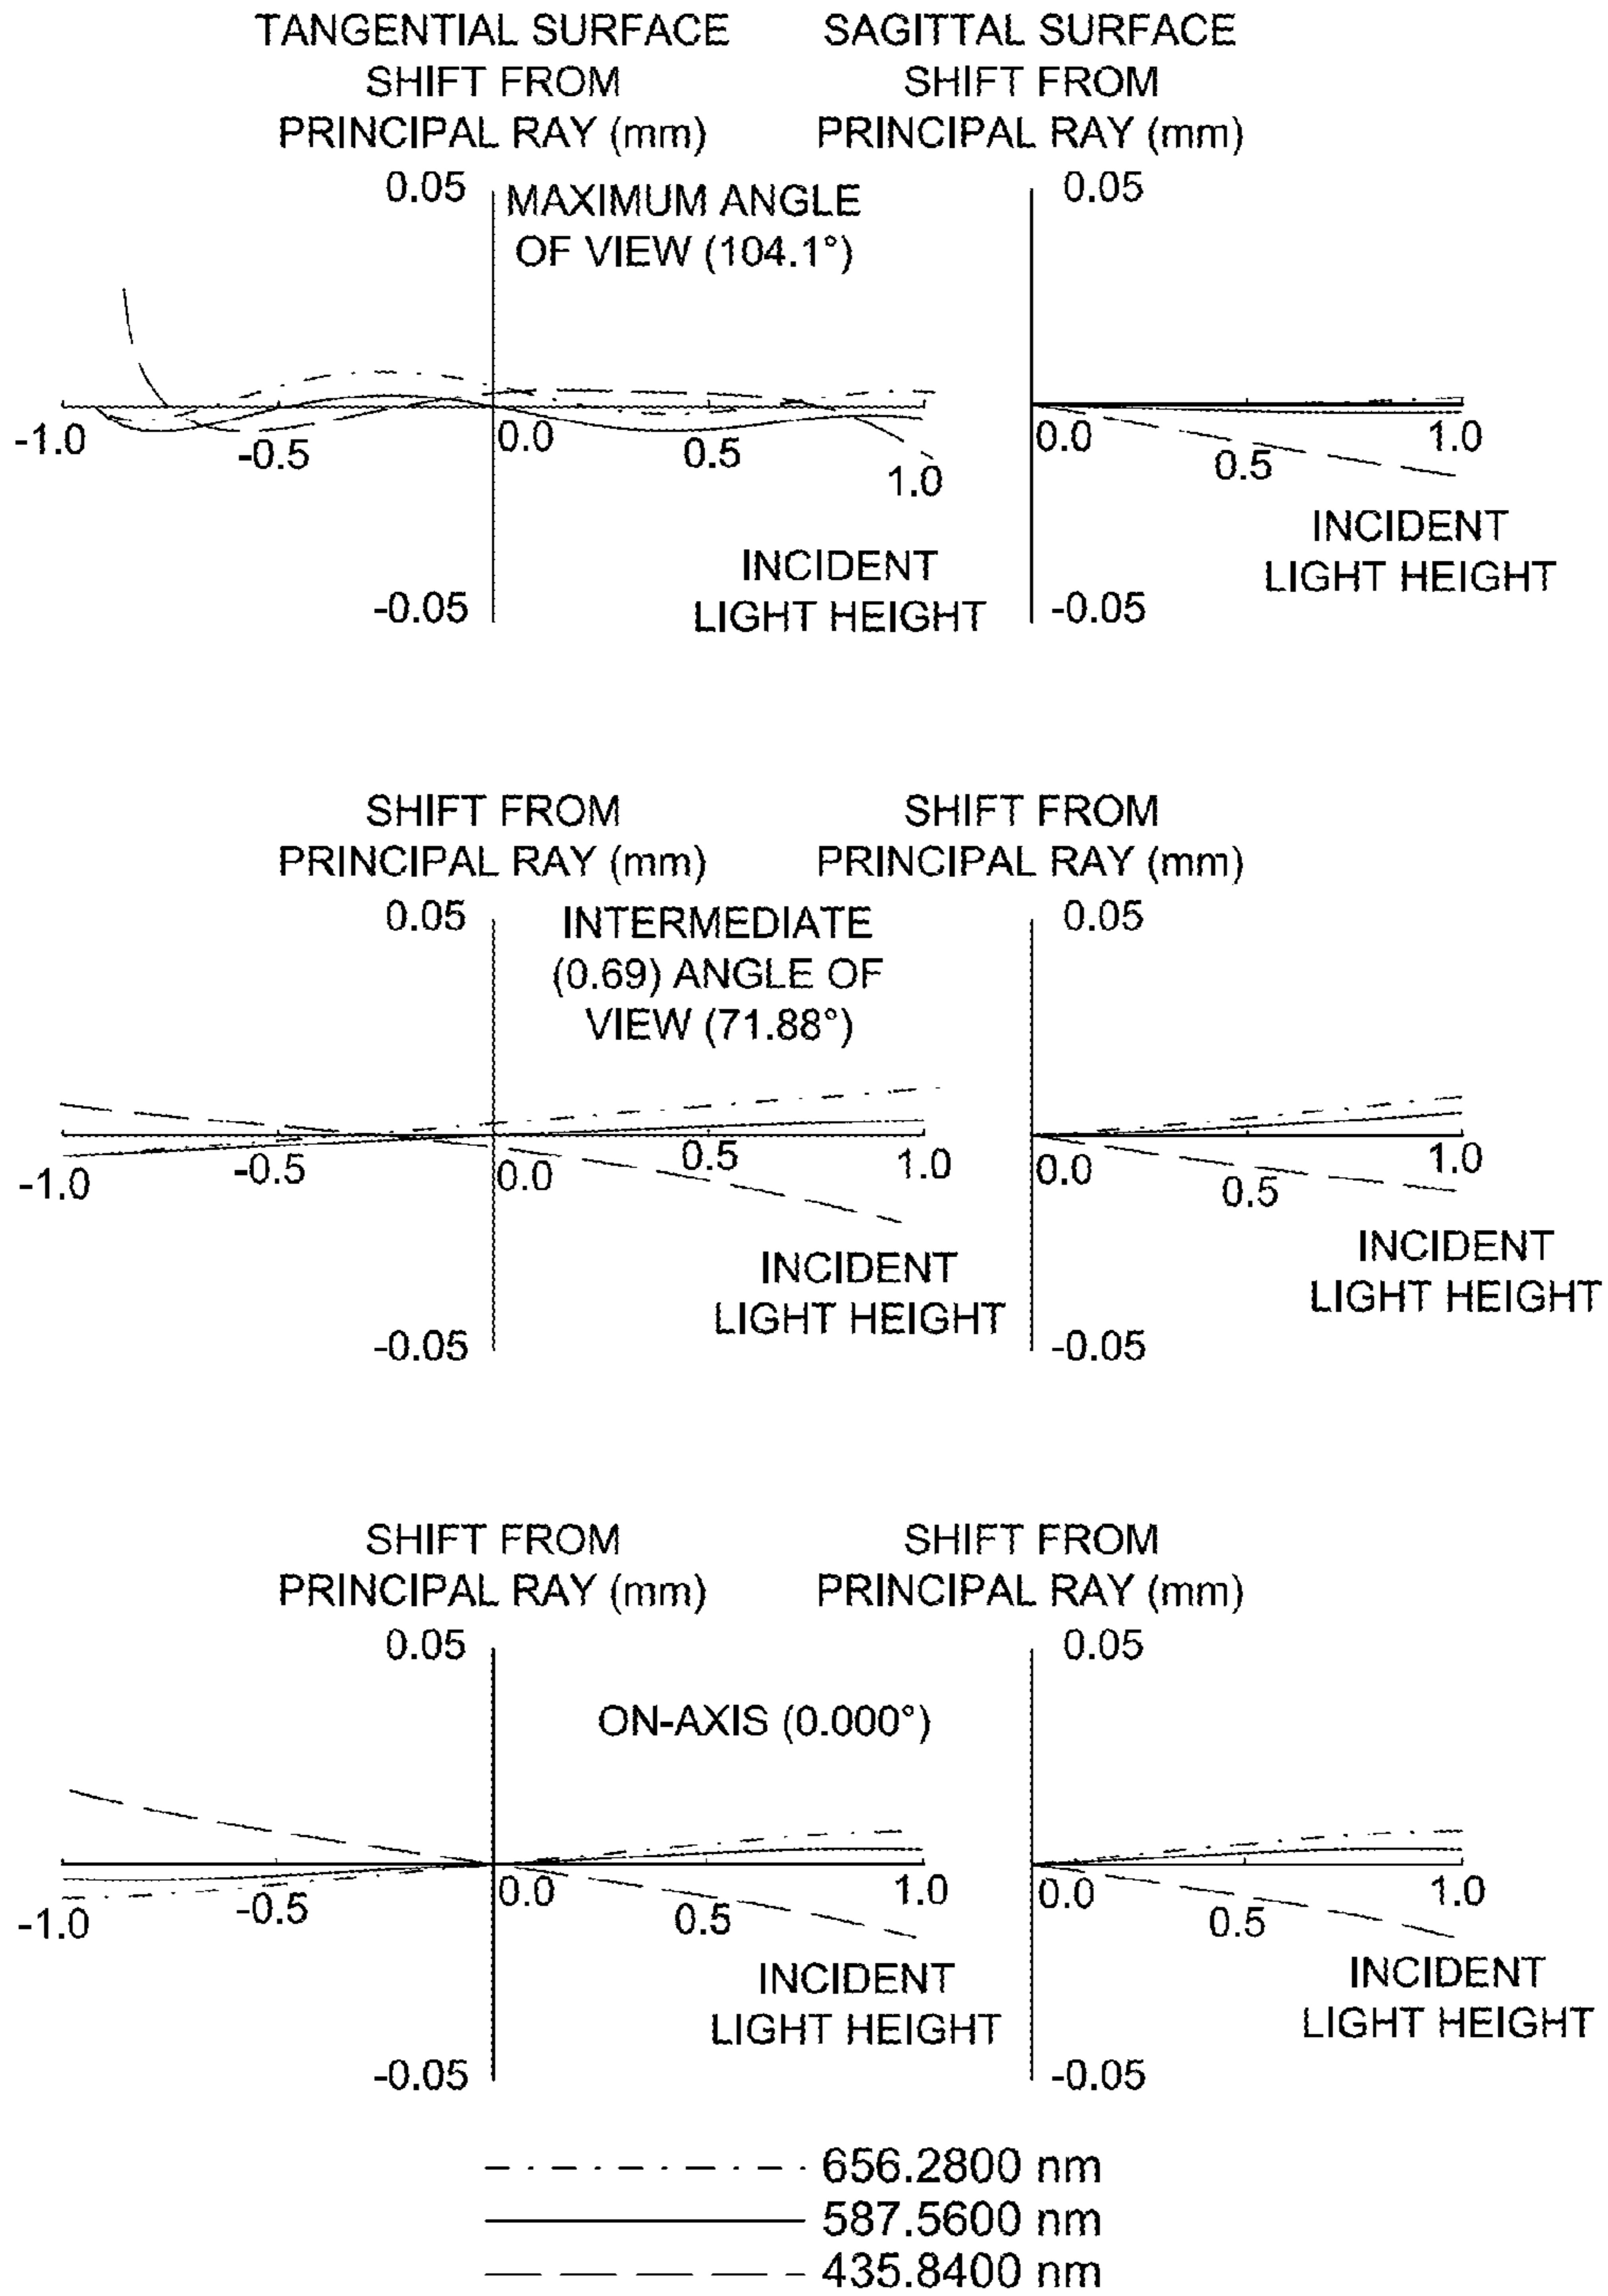 TANGENTIAL SURFACE
SHIFT FROM
PRINCIPAL RAY (mm)
SAGITTAL SURFACE
SHIFT FROM
PRINCIPAL RAY (mm)
0.05
MAXIMUM ANGLE
OF VIEW (104.1°)
-1.0
-0.5
0.0
0.5
1.0
INCIDENT
LIGHT HEIGHT
-0.05
0.05
0.0
0.5
1.0
INCIDENT
LIGHT HEIGHT
-0.05
SHIFT FROM
PRINCIPAL RAY (mm)
SHIFT FROM
PRINCIPAL RAY (mm)
0.05
INTERMEDIATE
(0.69) ANGLE OF
VIEW (71.88°)
-1.0
-0.5
0.0
0.5
1.0
INCIDENT
LIGHT HEIGHT
-0.05
0.05
0.0
0.5
1.0
INCIDENT
LIGHT HEIGHT
-0.05
SHIFT FROM
PRINCIPAL RAY (mm)
SHIFT FROM
PRINCIPAL RAY (mm)
0.05
ON-AXIS (0.000°)
-1.0
-0.5
0.0
0.5
1.0
INCIDENT
LIGHT HEIGHT
-0.05
0.05
0.0
0.5
1.0
INCIDENT
LIGHT HEIGHT
-0.05
656.2800 nm
587.5600 nm
435.8400 nm